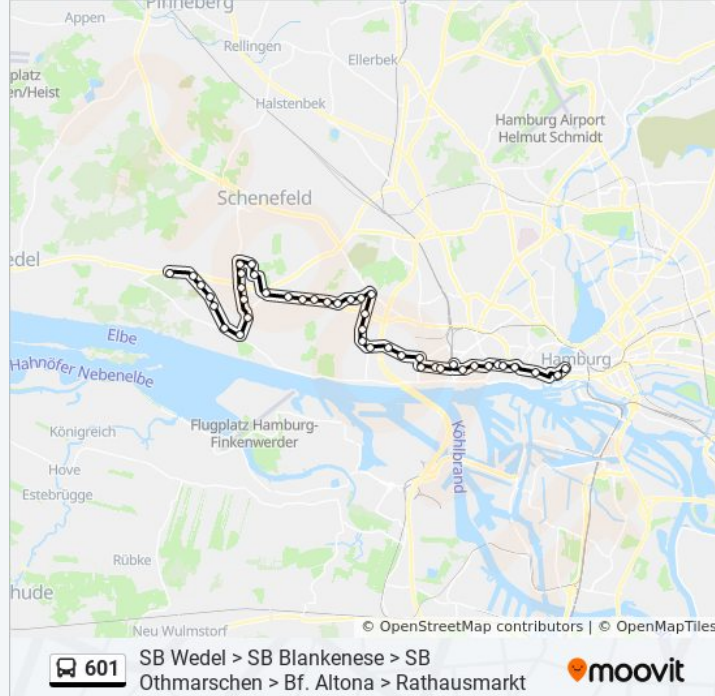 Pinneberg
Appen
Rellingen
Ellerbek
platz
en/Heist
Halstenbek
Hamburg Airport
Helmut Schmidt
Schenefeld
edel
Elbe
Hahnöfer Nebenelbe
Hamburg
Flugplatz Hamburg-
Finkenwerder
Königreich
Köhlbrand
Hove
Estebrügge
Rübke
hude
Neu Wulmstorf
© OpenStreetMap contributors | © OpenMapTiles
601
SB Wedel > SB Blankenese > SB
Othmarschen > Bf. Altona > Rathausmarkt
moovit